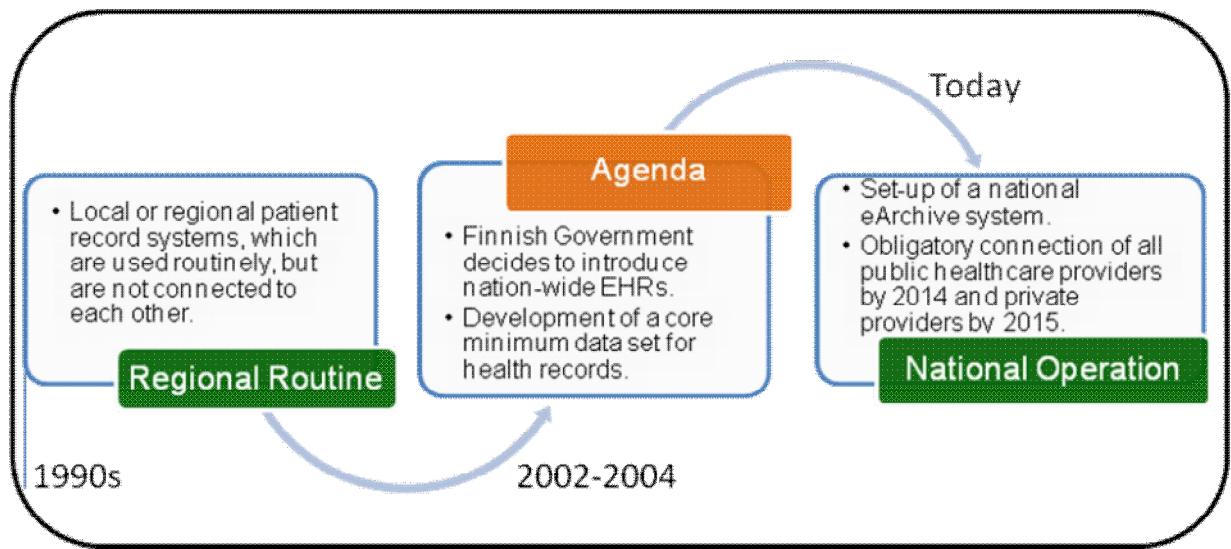 Today
Agenda
• Local or regional patient
record systems, which
are used routinely, but
are not connected to
each other.
Regional Routine
1990s
• Finnish Government
decides to introduce
nation-wide EHRs.
• Development of a core
minimum data set for
health records.
2002-2004
• Set-up of a national
eArchive system.
• Obligatory connection of all
public healthcare providers
by 2014 and private
providers by 2015.
National Operation